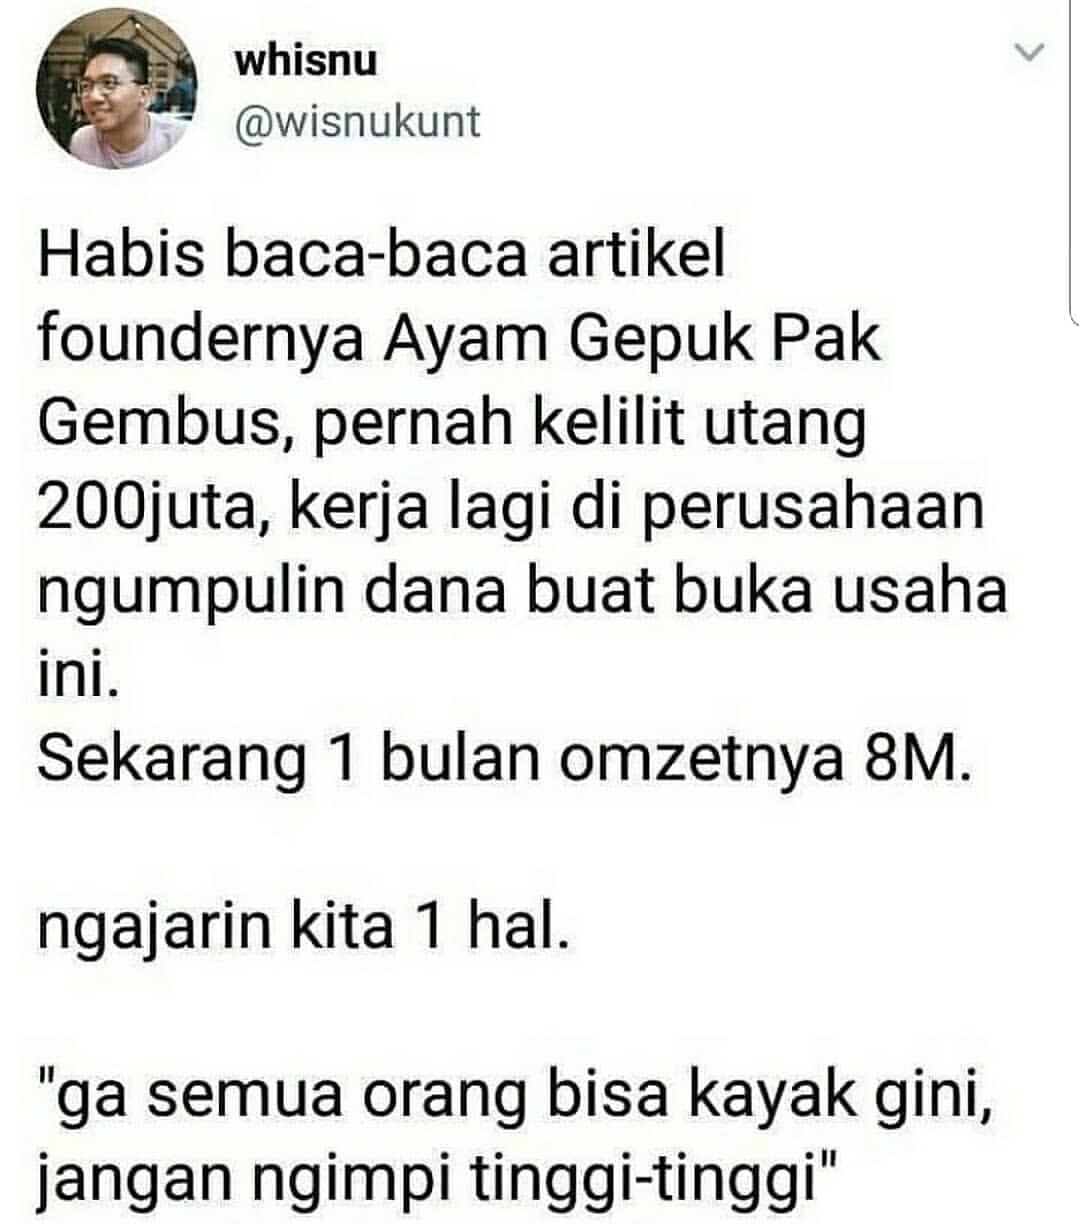 whisnu
@wisnukunt
Habis baca-baca artikel
foundernya Ayam Gepuk Pak
Gembus, pernah kelilit utang
200juta, kerja lagi di perusahaan
ngumpulin dana buat buka usaha
ini.
Sekarang 1 bulan omzetnya 8M.
ngajarin kita 1 hal.
"ga semua orang bisa kayak gini,
jangan ngimpi tinggi-tinggi"